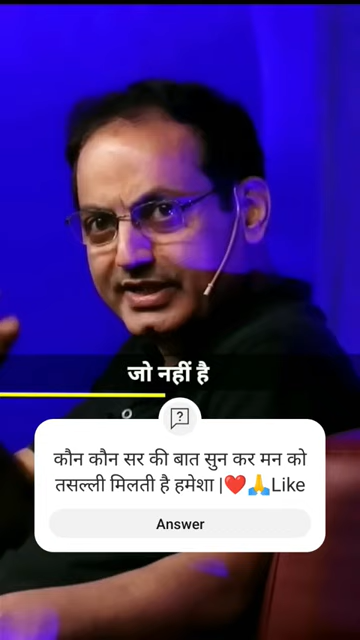 जो नहीं है
कौन कौन सर की बात सुन कर मन को
तसल्ली मिलती है हमेशा |❤️🙏Like
Answer